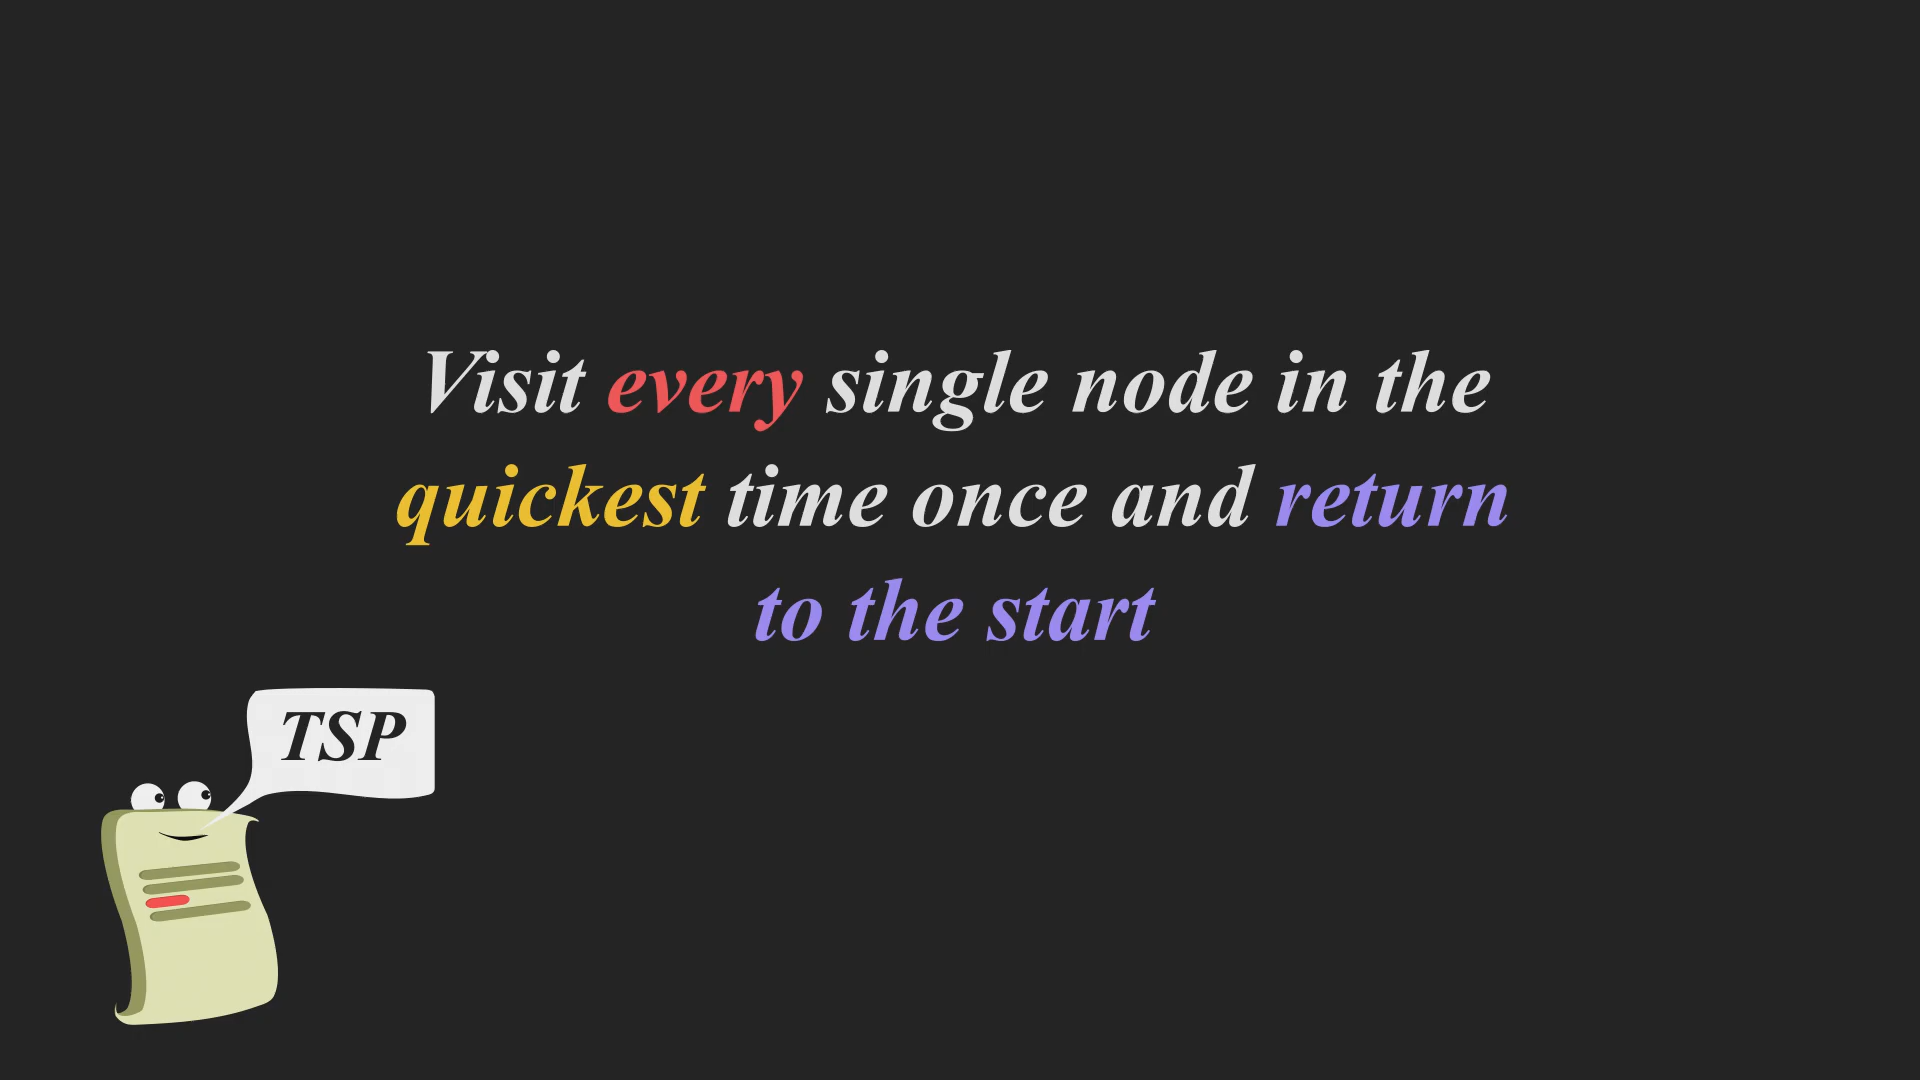 Visit every single node in the
quickest time once and return
to the start
TSP